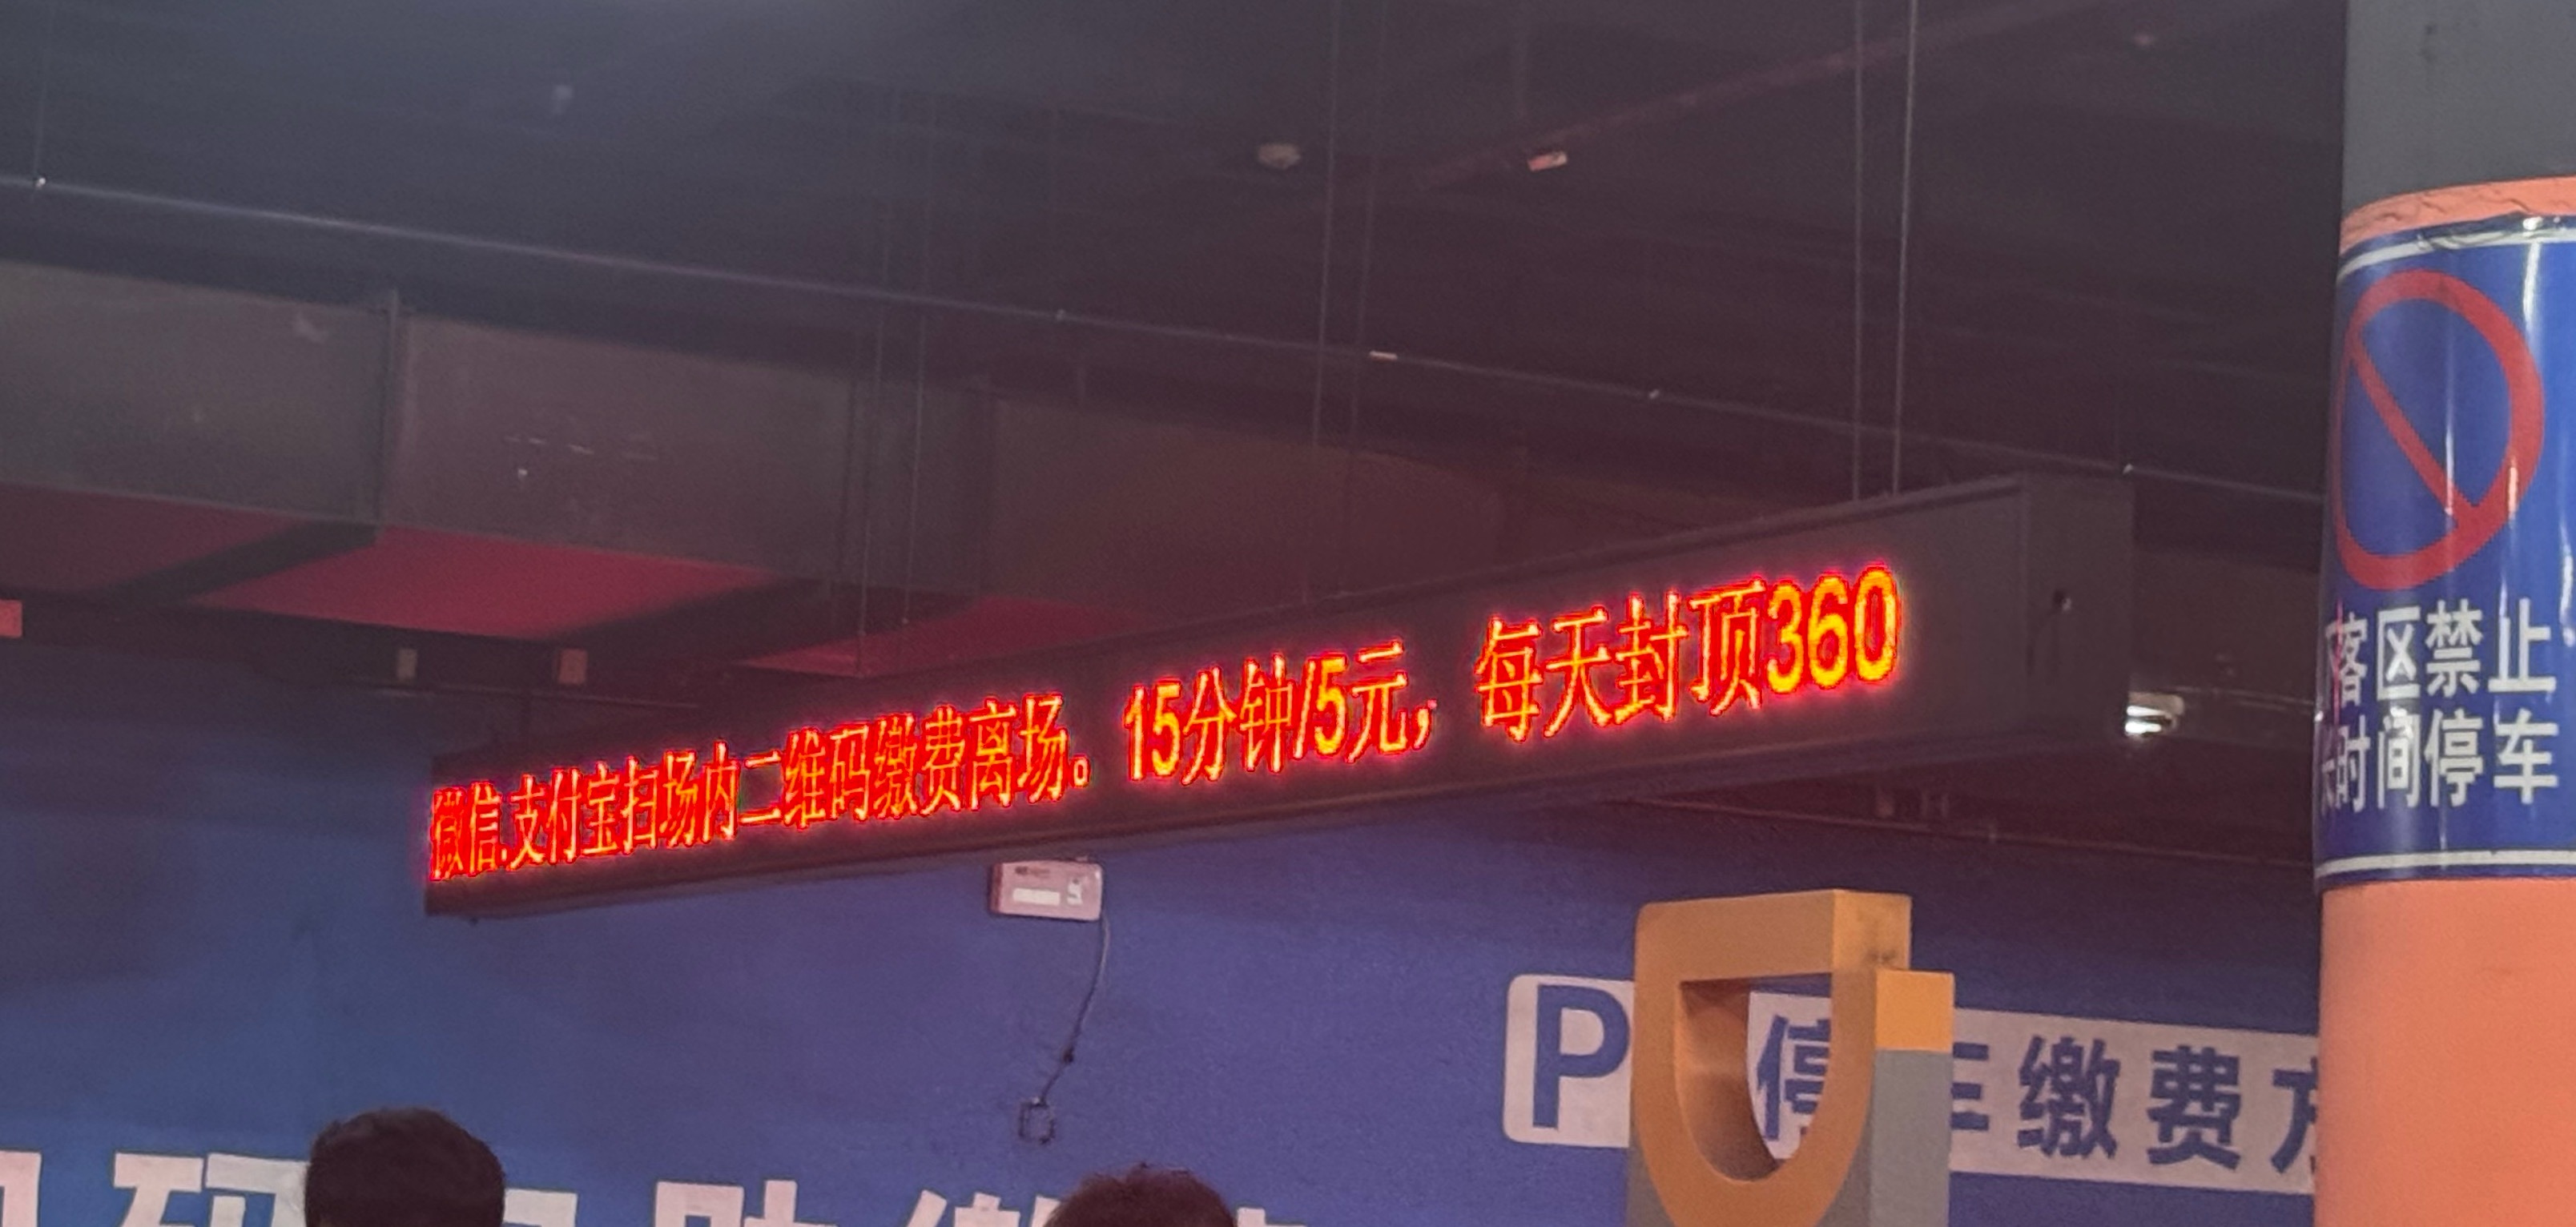 微信.支付宝扫场内二维码缴费离场。15分钟/5元，每天封顶360
客区禁止
时间停车
P 停车缴费